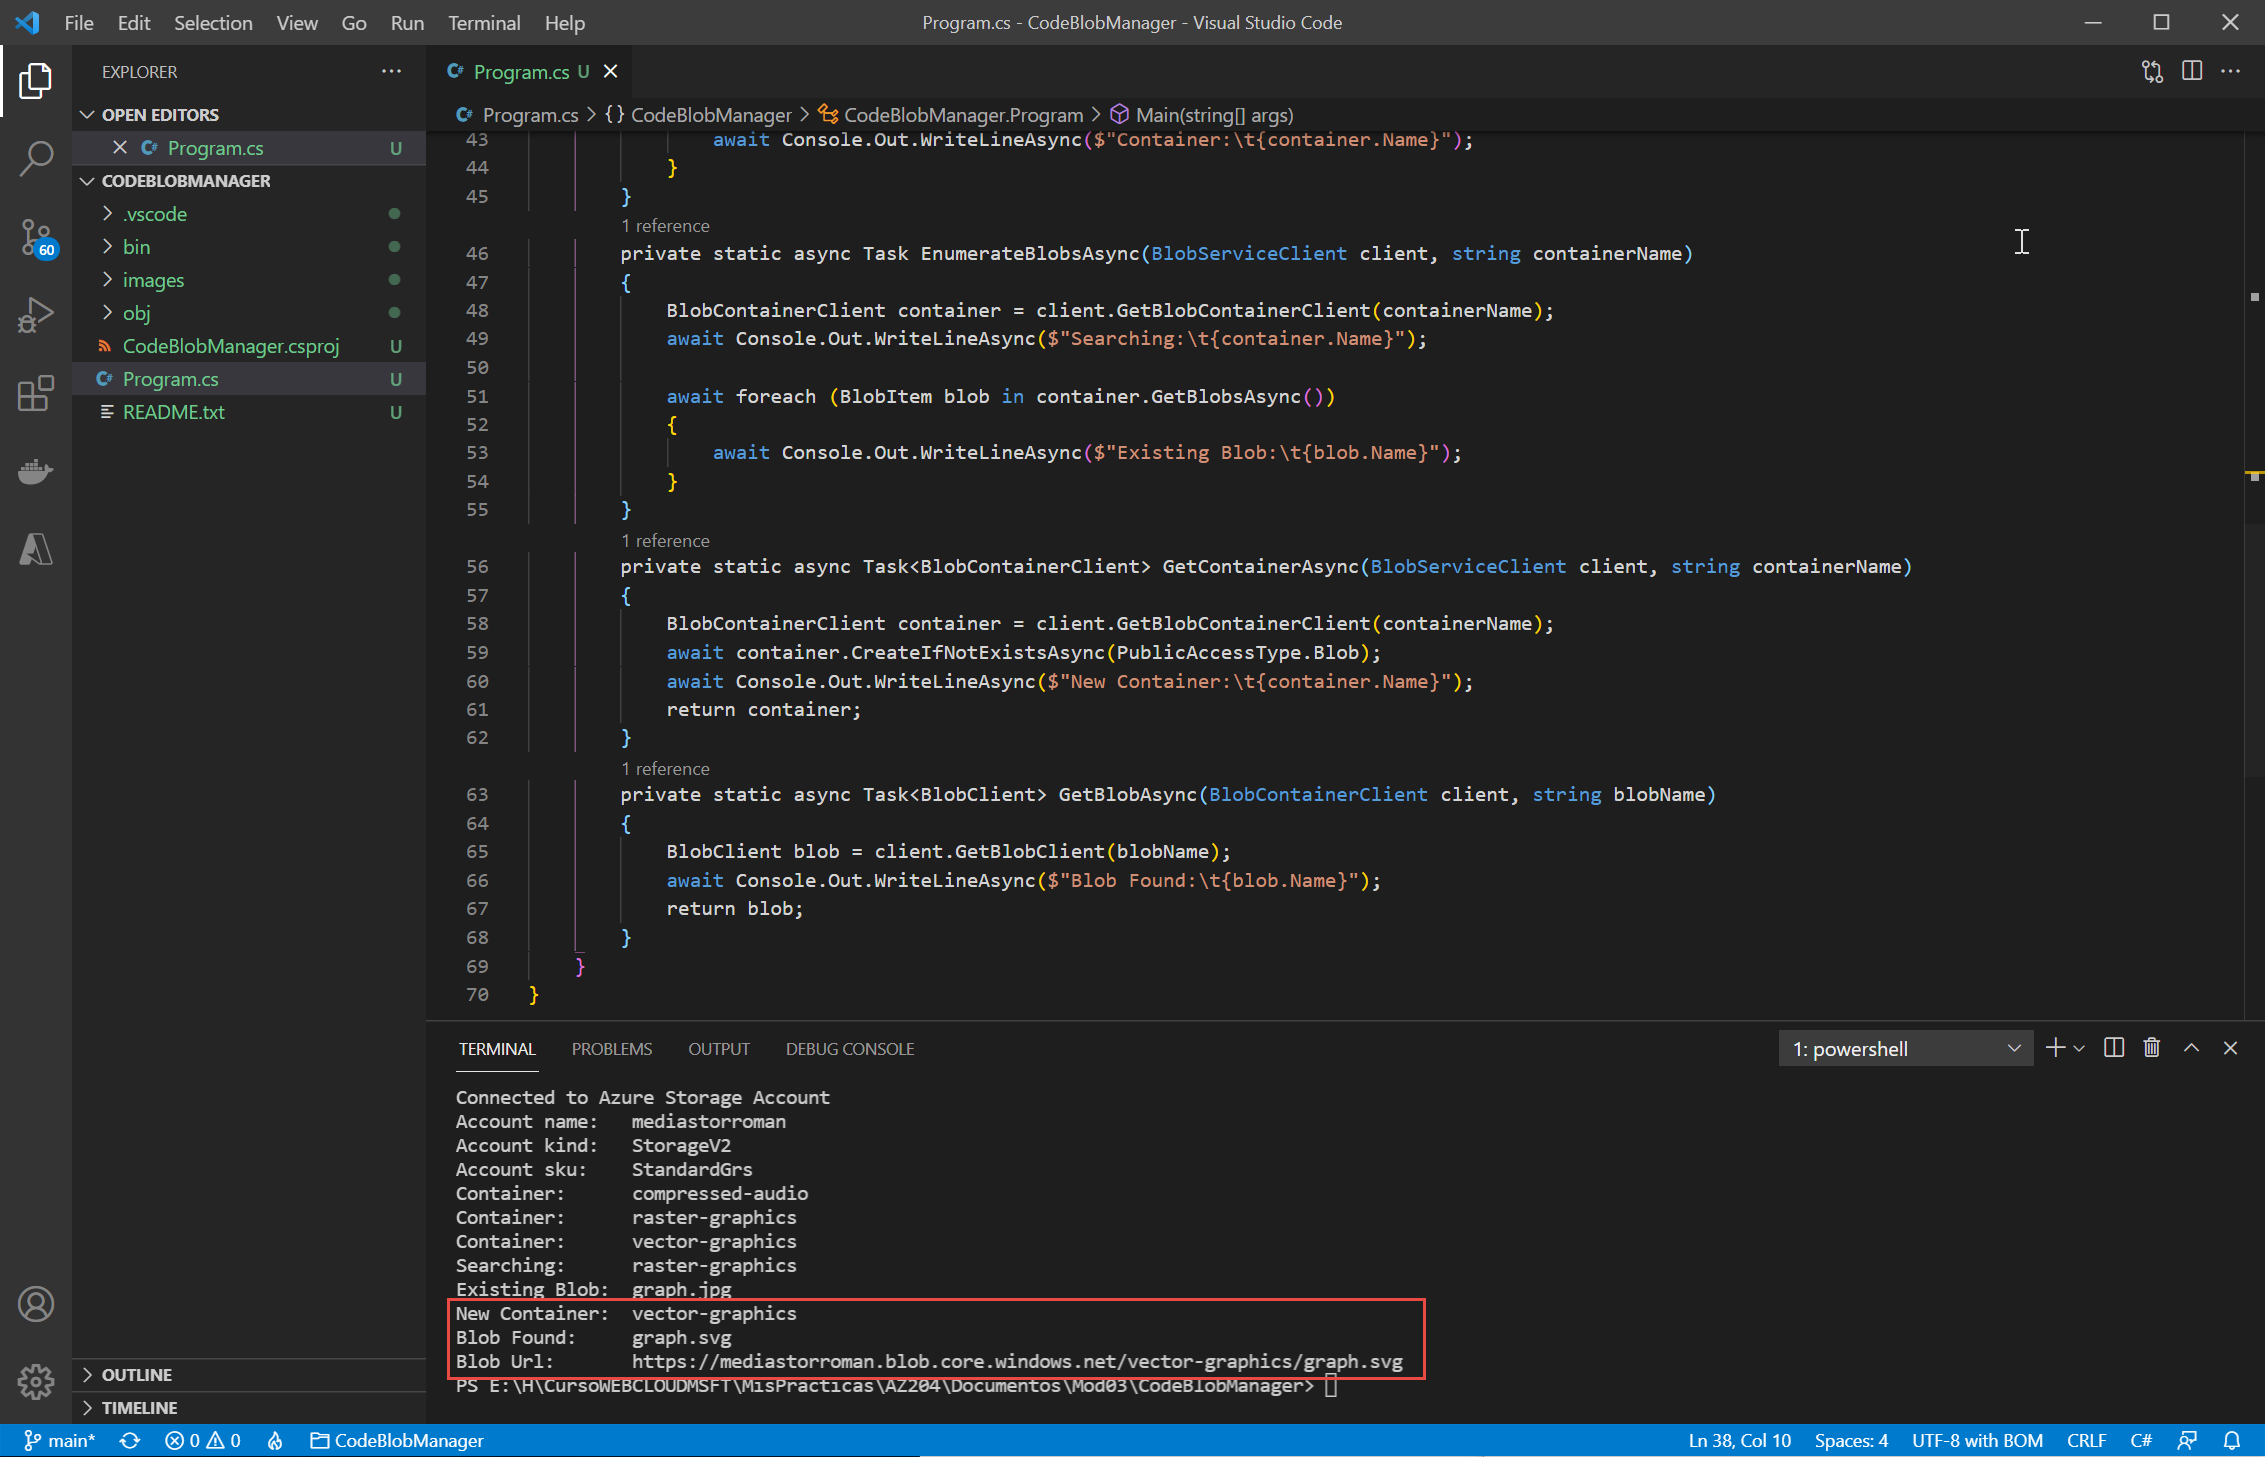 File Edit Selection View Go Run Terminal Help
Program.cs - CodeBlobManager - Visual Studio Code
EXPLORER
OPEN EDITORS
Program.cs U
CODEBLOBMANAGER
.vscode
bin
images
obj
CodeBlobManager.csproj U
Program.cs U
README.txt U
60
OUTLINE
TIMELINE
Program.cs U
Program.cs > {} CodeBlobManager > CodeBlobManager.Program > Main(string[] args)
43 await Console.Out.WriteLineAsync($"Container:\t{container.Name}");
44 }
45 }
1 reference
46 private static async Task EnumerateBlobsAsync(BlobServiceClient client, string containerName)
47 {
48 BlobContainerClient container = client.GetBlobContainerClient(containerName);
49 await Console.Out.WriteLineAsync($"Searching:\t{container.Name}");
50
51 await foreach (BlobItem blob in container.GetBlobsAsync())
52 {
53 await Console.Out.WriteLineAsync($"Existing Blob:\t{blob.Name}");
54 }
55 }
1 reference
56 private static async Task<BlobContainerClient> GetContainerAsync(BlobServiceClient client, string containerName)
57 {
58 BlobContainerClient container = client.GetBlobContainerClient(containerName);
59 await container.CreateIfNotExistsAsync(PublicAccessType.Blob);
60 await Console.Out.WriteLineAsync($"New Container:\t{container.Name}");
61 return container;
62 }
1 reference
63 private static async Task<BlobClient> GetBlobAsync(BlobContainerClient client, string blobName)
64 {
65 BlobClient blob = client.GetBlobClient(blobName);
66 await Console.Out.WriteLineAsync($"Blob Found:\t{blob.Name}");
67 return blob;
68 }
69 }
70 }
TERMINAL PROBLEMS OUTPUT DEBUG CONSOLE
1: powershell
Connected to Azure Storage Account
Account name: mediastorroman
Account kind: StorageV2
Account sku: StandardGrs
Container: compressed-audio
Container: raster-graphics
Container: vector-graphics
Searching: raster-graphics
Existing Blob: graph.jpg
New Container: vector-graphics
Blob Found: graph.svg
Blob Url: https://mediastorroman.blob.core.windows.net/vector-graphics/graph.svg
PS E:\H\CursoWEBCLOUDMSFT\MisPracticas\AZ204\Documentos\Mod03\CodeBlobManager>
main* 0 0 CodeBlobManager
Ln 38, Col 10 Spaces: 4 UTF-8 with BOM CRLF C#